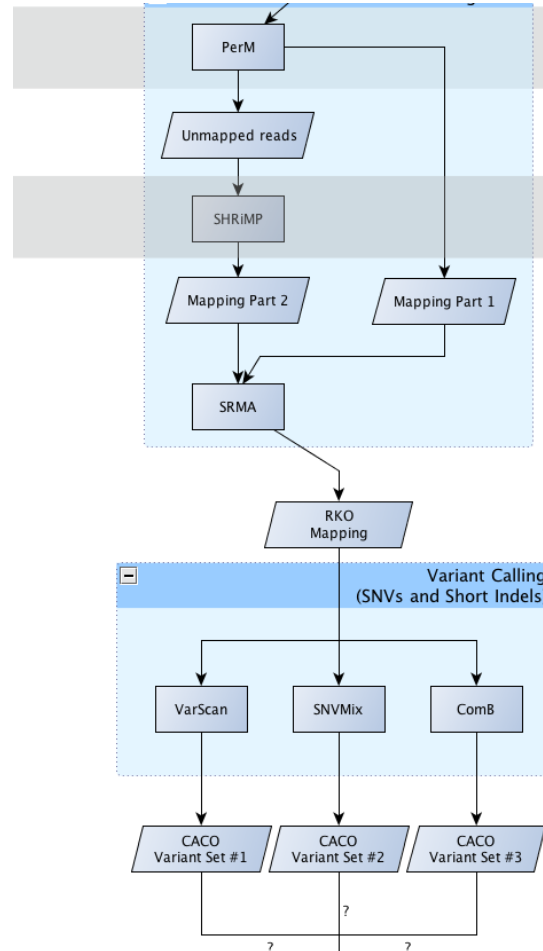 PerM
Unmapped reads
SHRiMP
Mapping Part 2
Mapping Part 1
SRMA
RKO
Mapping
Variant Calling
(SNVs and Short Indels
VarScan
SNVMix
ComB
CACO
Variant Set #1
CACO
Variant Set #2
CACO
Variant Set #3
?
?
?